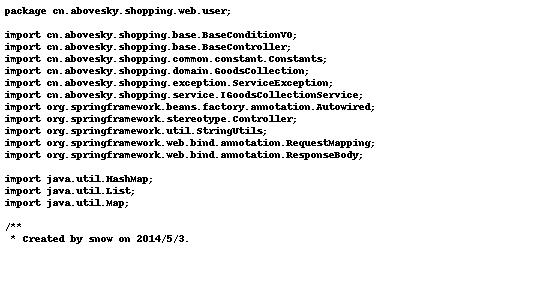 package cn.abovesky.shopping.web.user;

import cn.abovesky.shopping.base.BaseConditionVO;
import cn.abovesky.shopping.base.BaseController;
import cn.abovesky.shopping.common.constant.Constants;
import cn.abovesky.shopping.domain.GoodsCollection;
import cn.abovesky.shopping.exception.ServiceException;
import cn.abovesky.shopping.service.IGoodsCollectionService;
import org.springframework.beans.factory.annotation.Autowired;
import org.springframework.stereotype.Controller;
import org.springframework.util.StringUtils;
import org.springframework.web.bind.annotation.RequestMapping;
import org.springframework.web.bind.annotation.ResponseBody;

import java.util.HashMap;
import java.util.List;
import java.util.Map;

/**
 * Created by snow on 2014/5/3.